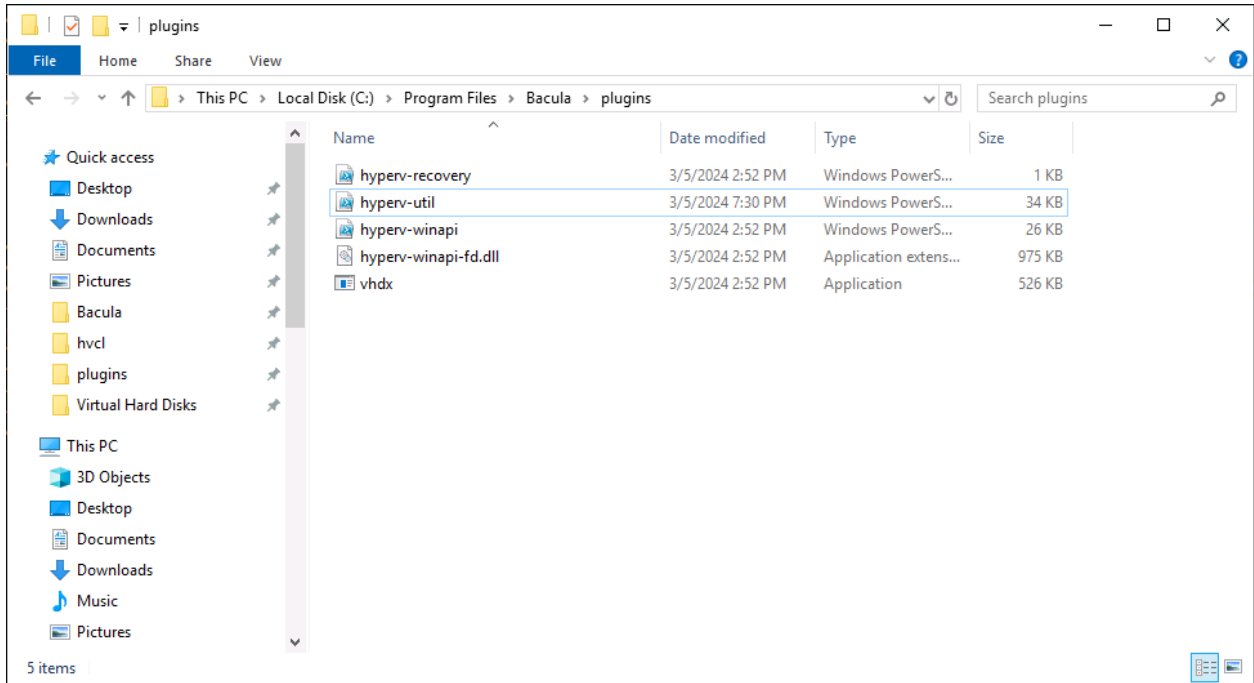 plugins
File Home Share View
This PC > Local Disk (C:) > Program Files > Bacula > plugins
Search plugins
Quick access
Desktop
Downloads
Documents
Pictures
Bacula
hvcl
plugins
Virtual Hard Disks
This PC
3D Objects
Desktop
Documents
Downloads
Music
Pictures
Name Date modified Type Size
hyperv-recovery 3/5/2024 2:52 PM Windows PowerS... 1 KB
hyperv-util 3/5/2024 7:30 PM Windows PowerS... 34 KB
hyperv-winapi 3/5/2024 2:52 PM Windows PowerS... 26 KB
hyperv-winapi-fd.dll 3/5/2024 2:52 PM Application extens... 975 KB
vhdx 3/5/2024 2:52 PM Application 526 KB
5 items